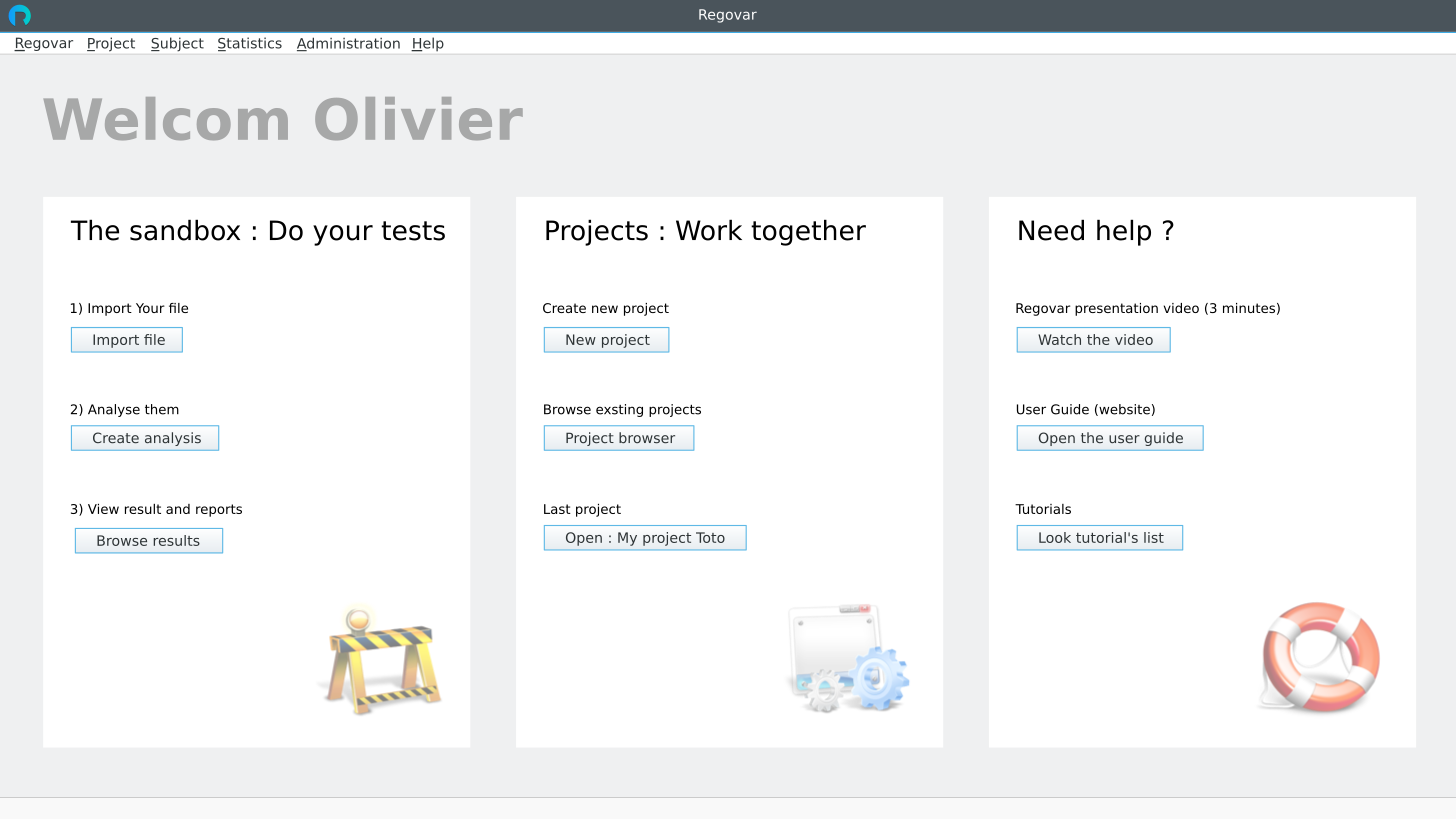 Regovar
Regovar Project Subject Statistics Administration Help
Welcom Olivier
The sandbox : Do your tests
1) Import Your file
Import file
2) Analyse them
Create analysis
3) View result and reports
Browse results
Projects : Work together
Create new project
New project
Browse exsting projects
Project browser
Last project
Open : My project Toto
Need help ?
Regovar presentation video (3 minutes)
Watch the video
User Guide (website)
Open the user guide
Tutorials
Look tutorial's list